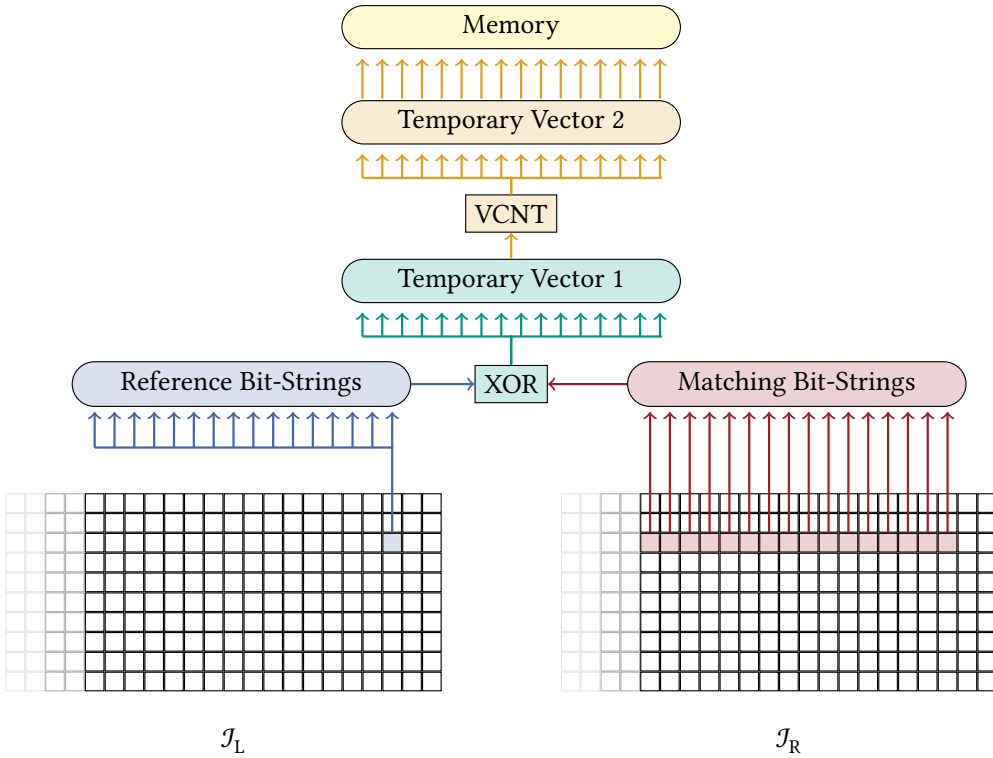 Memory
Temporary Vector 2
VCNT
Temporary Vector 1
Reference Bit-Strings
XOR
Matching Bit-Strings
ℐL
ℐR